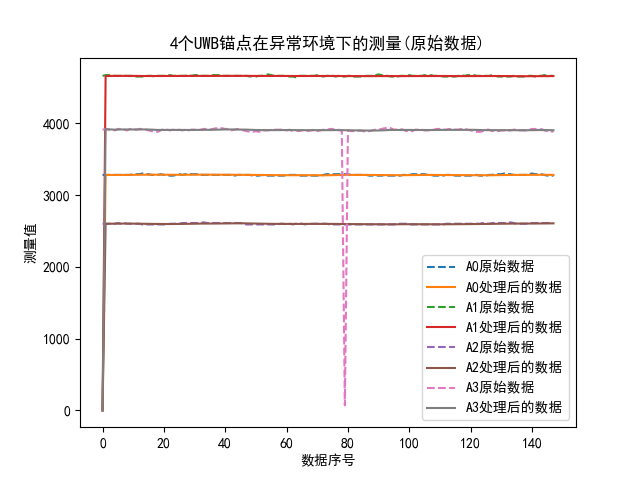 4个UWB锚点在异常环境下的测量(原始数据)
测量值
4000
3000
2000
1000
0
0 20 40 60 80 100 120 140
数据序号
A0原始数据
A0处理后的数据
A1原始数据
A1处理后的数据
A2原始数据
A2处理后的数据
A3原始数据
A3处理后的数据